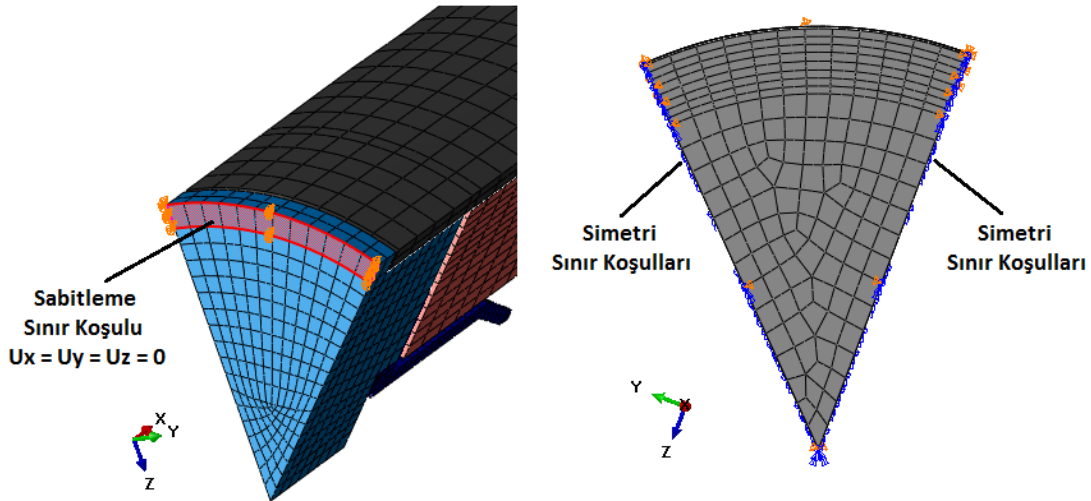 Sabitleme
Sınır Koşulu
Ux = Uy = Uz = 0
X
Y
Z
Simetri
Sınır Koşulları
Simetri
Sınır Koşulları
Y
X
Z